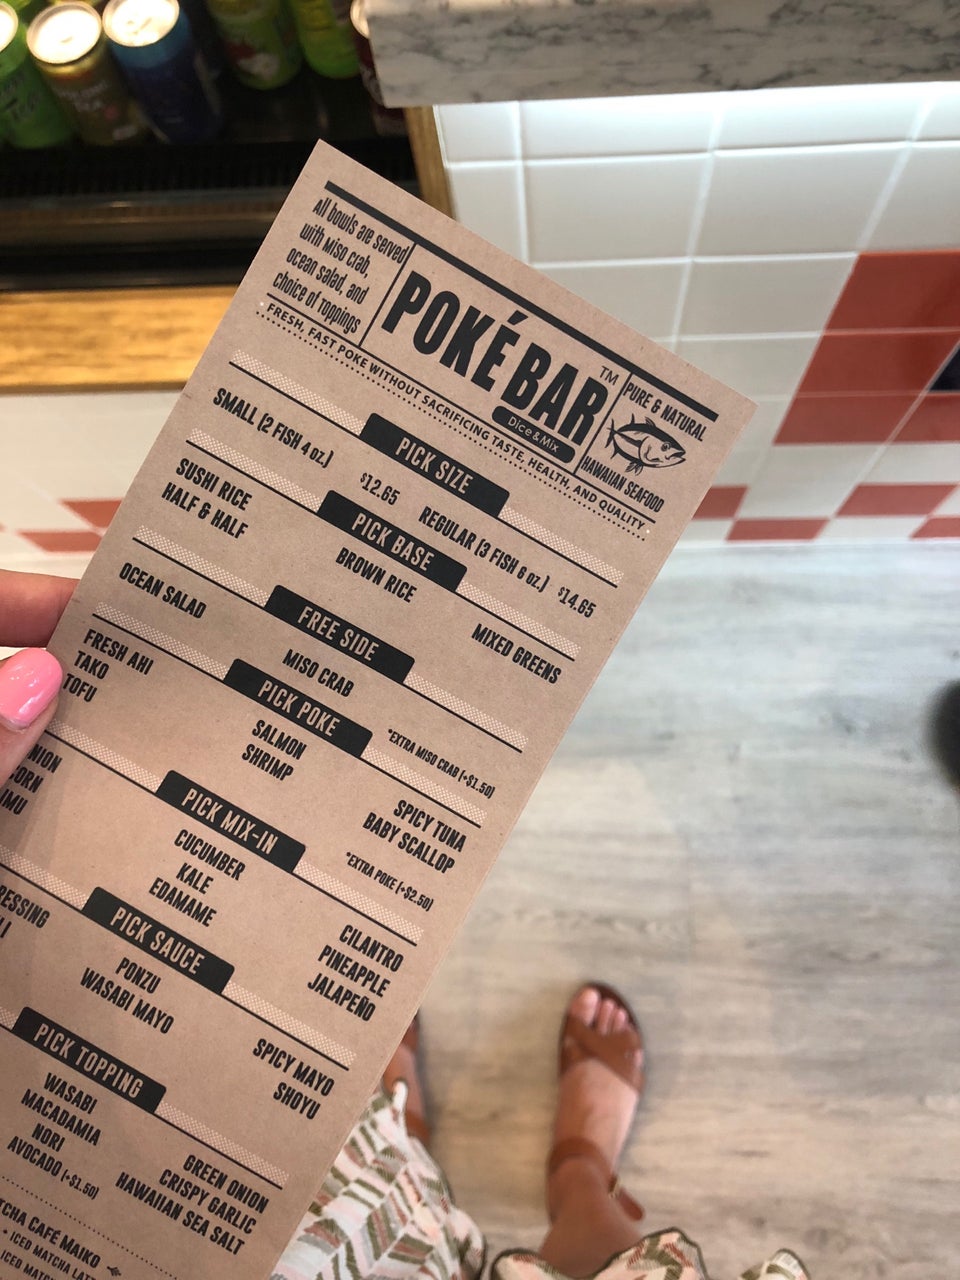 All bowls are served
with miso crab,
ocean salad, and
choice of toppings
POKÉ BAR TM
Dice & Mix
PURE & NATURAL
HAWAIIAN SEAFOOD
FRESH, FAST POKE WITHOUT SACRIFICING TASTE, HEALTH, AND QUALITY
PICK SIZE
SMALL (2 FISH 4 oz.) $12.65 REGULAR (3 FISH 6 oz.) $14.65
PICK BASE
SUSHI RICE BROWN RICE MIXED GREENS
HALF & HALF
FREE SIDE
OCEAN SALAD MISO CRAB
*EXTRA MISO CRAB (+$1.50)
PICK POKE
FRESH AHI SALMON SPICY TUNA
TAKO SHRIMP BABY SCALLOP
TOFU
*EXTRA POKE (+$2.50)
PICK MIX-IN
CUCUMBER CILANTRO
KALE PINEAPPLE
EDAMAME JALAPEÑO
PICK SAUCE
PONZU SPICY MAYO
WASABI MAYO SHOYU
PICK TOPPING
WASABI GREEN ONION
MACADAMIA CRISPY GARLIC
NORI HAWAIIAN SEA SALT
AVOCADO (+$1.50)
CAFÉ MAIKO
ICED MATCHA
ICED MATCHA